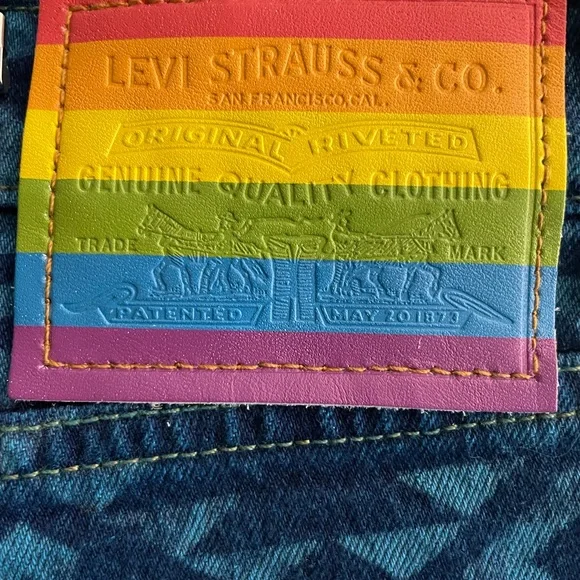 LEVI STRAUSS & CO.
SAN FRANCISCO, CAL.
ORIGINAL RIVETED
GENUINE QUALITY CLOTHING
TRADE MARK
PATENTED MAY 20 1873